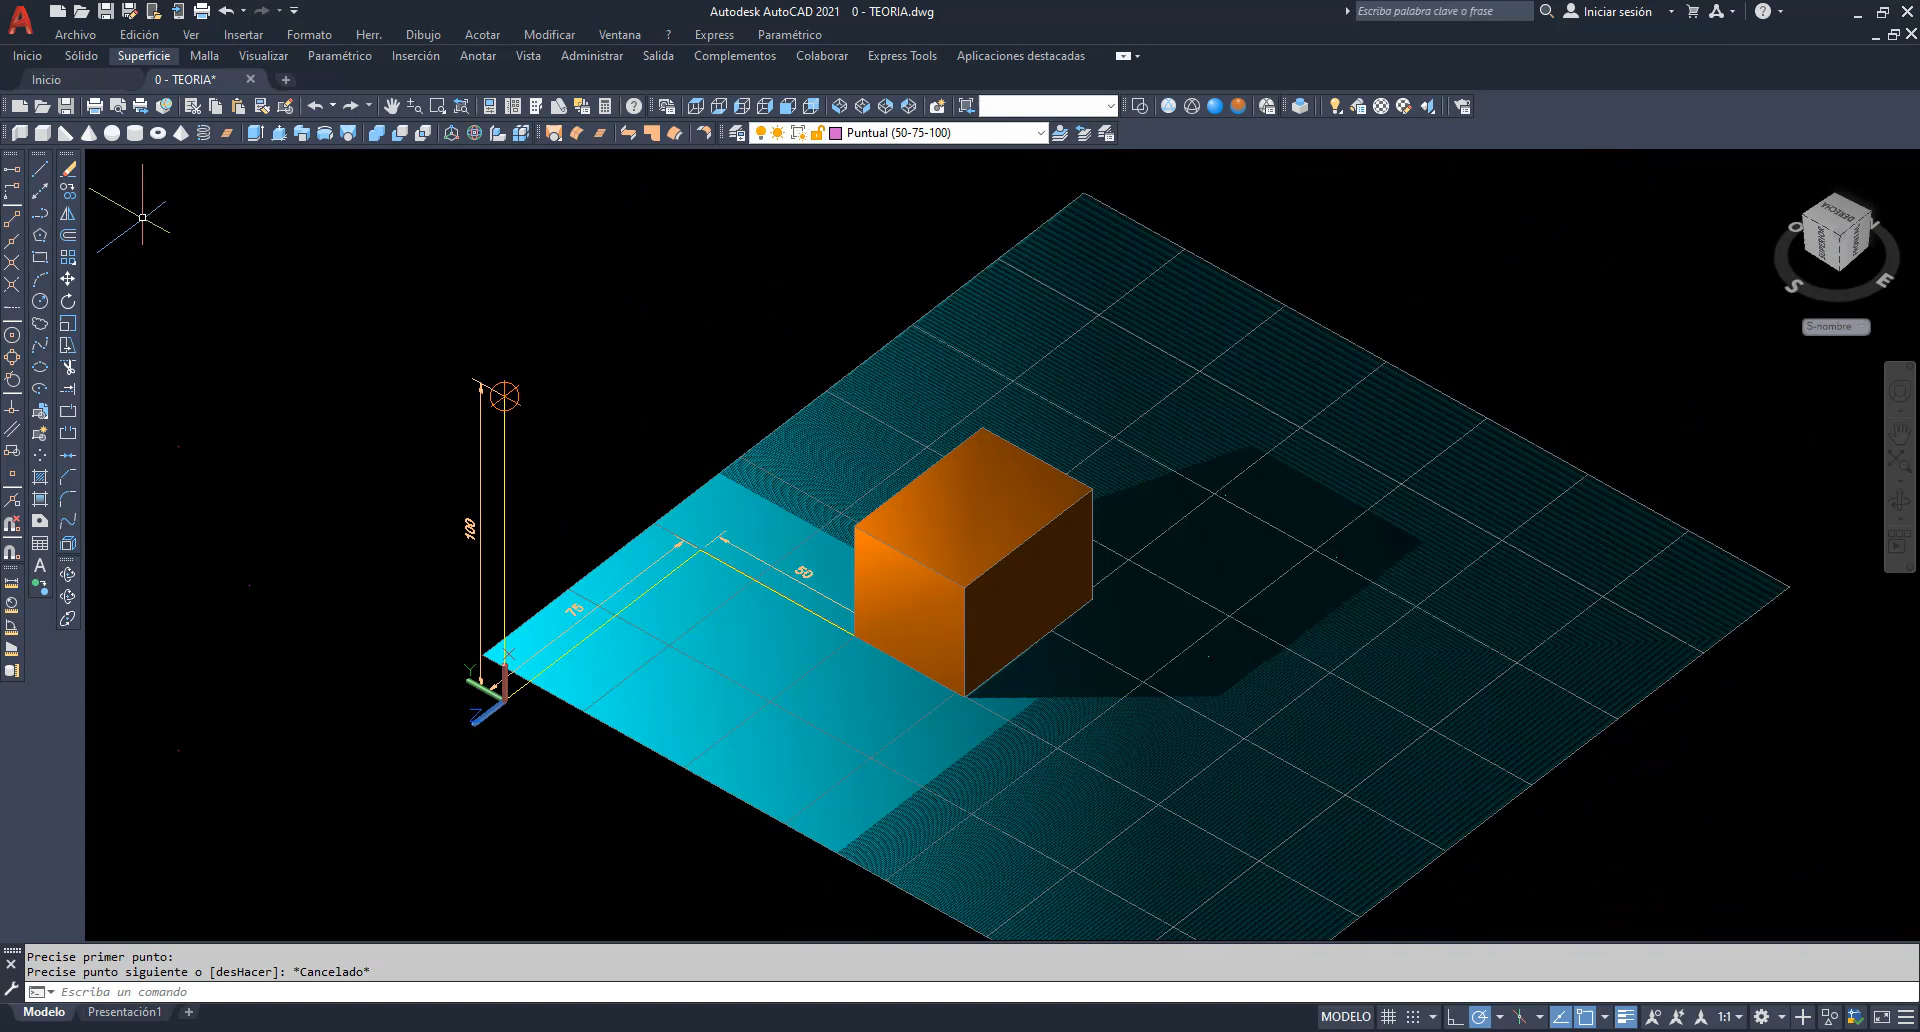 Autodesk AutoCAD 2021 0 - TEORIA.dwg
Escriba palabra clave o frase
Iniciar sesión
Archivo Edición Ver Insertar Formato Herr. Dibujo Acotar Modificar Ventana ? Express Paramétrico
Inicio Sólido Superficie Malla Visualizar Paramétrico Inserción Anotar Vista Administrar Salida Complementos Colaborar Express Tools Aplicaciones destacadas
Inicio 0 - TEORIA*
Puntual (50-75-100)
DERECHA
SUPERIOR
O
S
E
S-nombre
100
50
75
X
Y
Z
Precise primer punto:
Precise punto siguiente o [desHacer]: *Cancelado*
Escriba un comando
Modelo Presentación1 +
MODELO
1:1